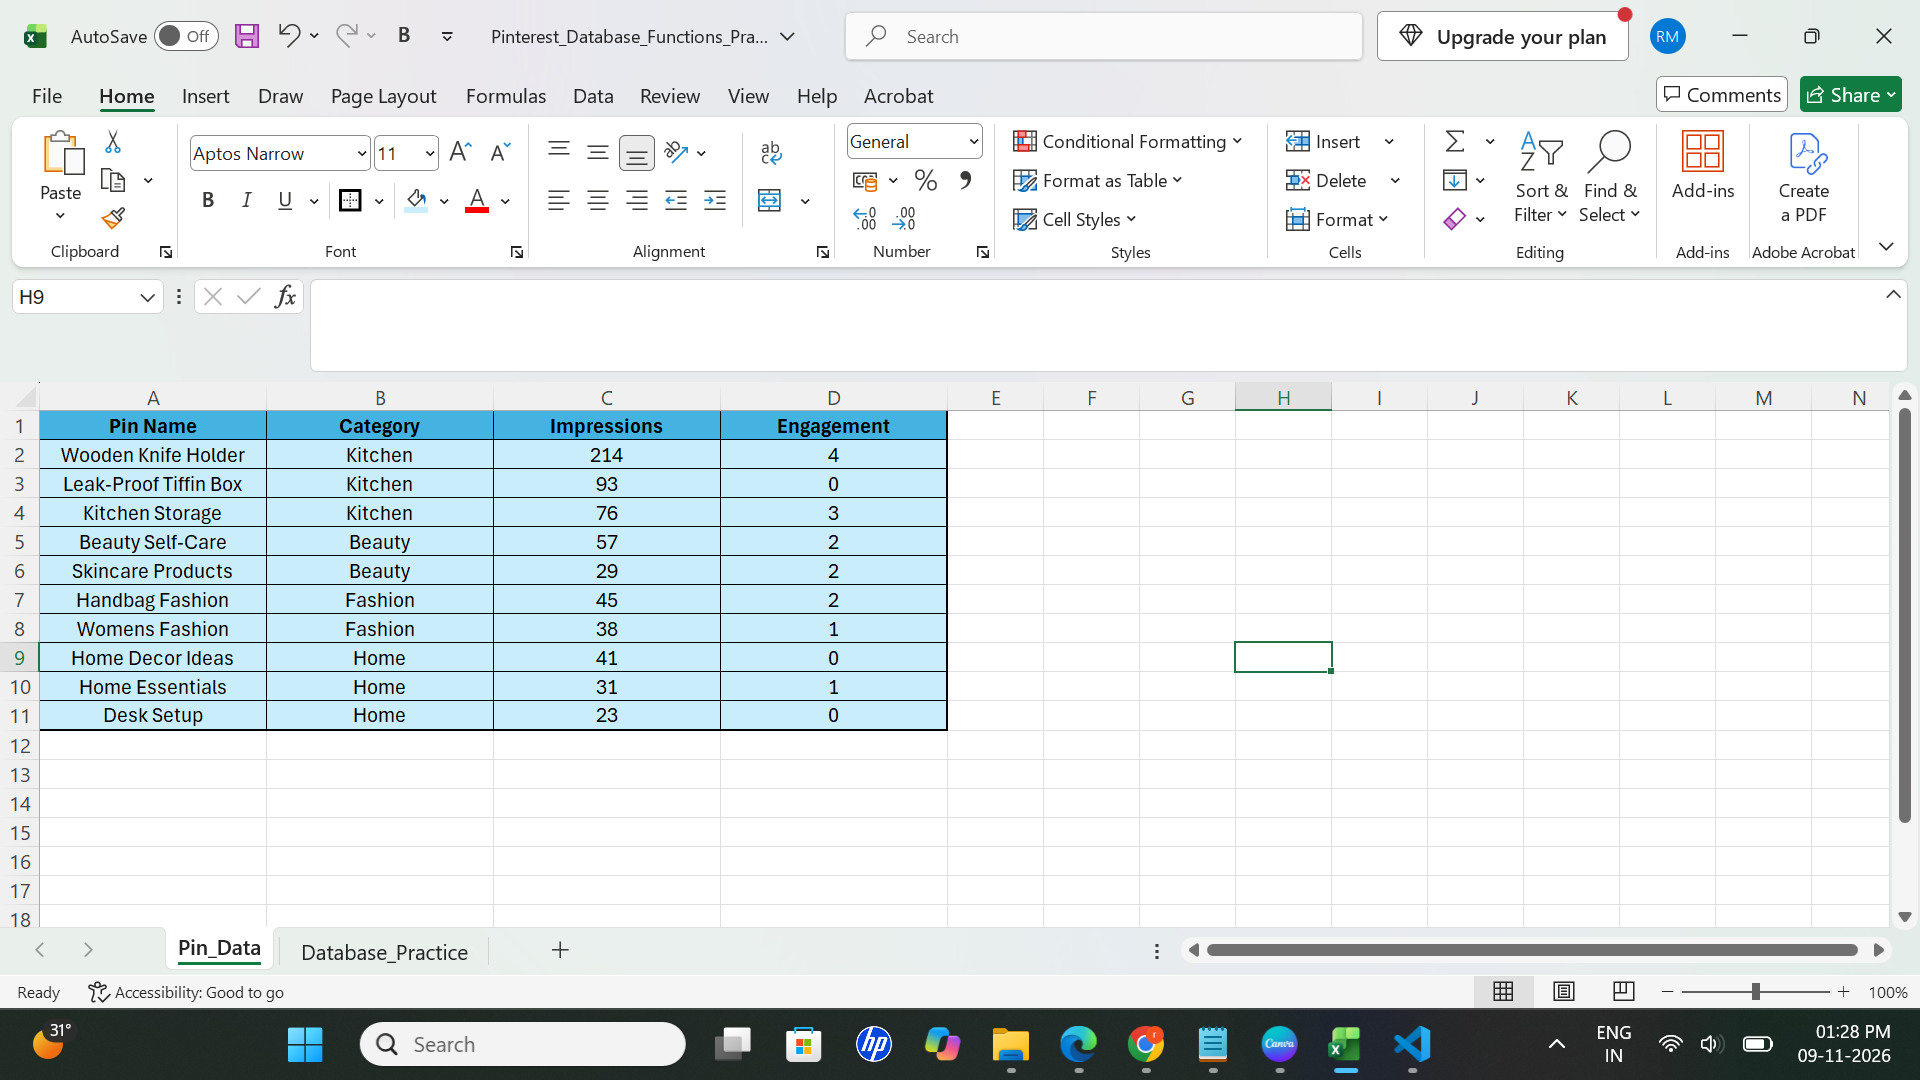 AutoSave Off B Pinterest_Database_Functions_Pra... Search Upgrade your plan RM
File Home Insert Draw Page Layout Formulas Data Review View Help Acrobat Comments Share
Paste
Clipboard
Aptos Narrow 11 A A
B I U A
Font
ab
ab
c
Alignment
General
% 9
.00 .00
Number
Conditional Formatting
Format as Table
Cell Styles
Styles
Insert
Delete
Format
Cells
Sort & Filter
Find & Select
Editing
Add-ins
Add-ins
Create a PDF
Adobe Acrobat
H9 fx
A B C D E F G H I J K L M N
1 Pin Name Category Impressions Engagement
2 Wooden Knife Holder Kitchen 214 4
3 Leak-Proof Tiffin Box Kitchen 93 0
4 Kitchen Storage Kitchen 76 3
5 Beauty Self-Care Beauty 57 2
6 Skincare Products Beauty 29 2
7 Handbag Fashion Fashion 45 2
8 Womens Fashion Fashion 38 1
9 Home Decor Ideas Home 41 0
10 Home Essentials Home 31 1
11 Desk Setup Home 23 0
12
13
14
15
16
17
18
Pin_Data Database_Practice
Ready Accessibility: Good to go 100%
31° Search hp Canva ENG IN 01:28 PM
09-11-2026